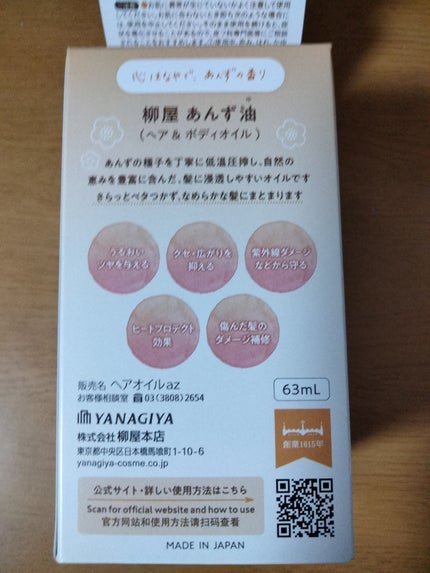 心はなやぐ、あんずの香り
柳屋 あんず油
(ヘア & ボディオイル)
あんずの種子を丁寧に低温圧搾し、自然の
恵みを豊富に含んだ、髪に浸透しやすいオイルです
さらっとベタつかず、なめらかな髪にまとまります
うるおい
ツヤを与える
クセ・広がりを
抑える
紫外線ダメージ
などから守る
ヒートプロテクト
効果
傷んだ髪の
ダメージ補修
販売名 ヘアオイルaz
お客様相談室 03(3808)2654
63mL
YANAGIYA
株式会社 柳屋本店
東京都中央区日本橋馬喰町1-10-6
yanagiya-cosme.co.jp
創業1615年
公式サイト・詳しい使用方法はこちら
Scan for official website and how to use
官方网站和使用方法请扫码查看
MADE IN JAPAN